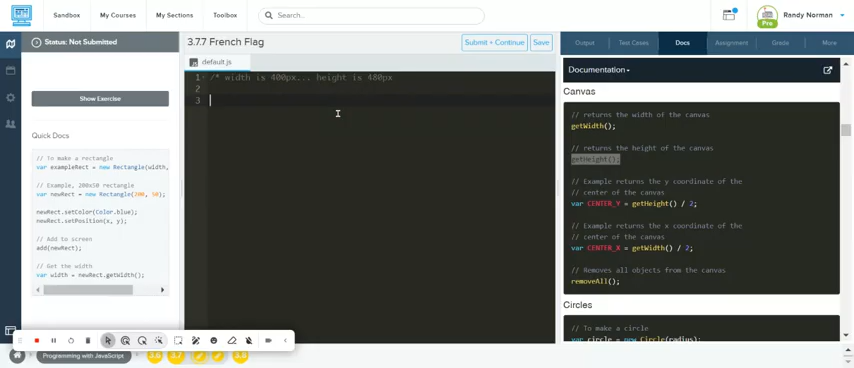 Sandbox My Courses My Sections Toolbox Search... Randy Norman
Pro
Status: Not Submitted
Show Exercise
Quick Docs
// To make a rectangle
var exampleRect = new Rectangle(width,
// Example, 200x50 rectangle
var newRect = new Rectangle(200, 50);
newRect.setColor(Color.blue);
newRect.setPosition(x, y);
// Add to screen
add(newRect);
// Get the width
var width = newRect.getWidth();
3.7.7 French Flag
Submit + Continue Save
default.js
1 /* width is 400px... height is 480px
2
3
Output Test Cases Docs Assignment Grade More
Documentation
Canvas
// returns the width of the canvas
getWidth();
// returns the height of the canvas
getHeight();
// Example returns the y coordinate of the
// center of the canvas
var CENTER_Y = getHeight() / 2;
// Example returns the x coordinate of the
// center of the canvas
var CENTER_X = getWidth() / 2;
// Removes all objects from the canvas
removeAll();
Circles
// To make a circle
var circle = new Circle(radius);
Programming with JavaScript 3.6 3.7 3.8